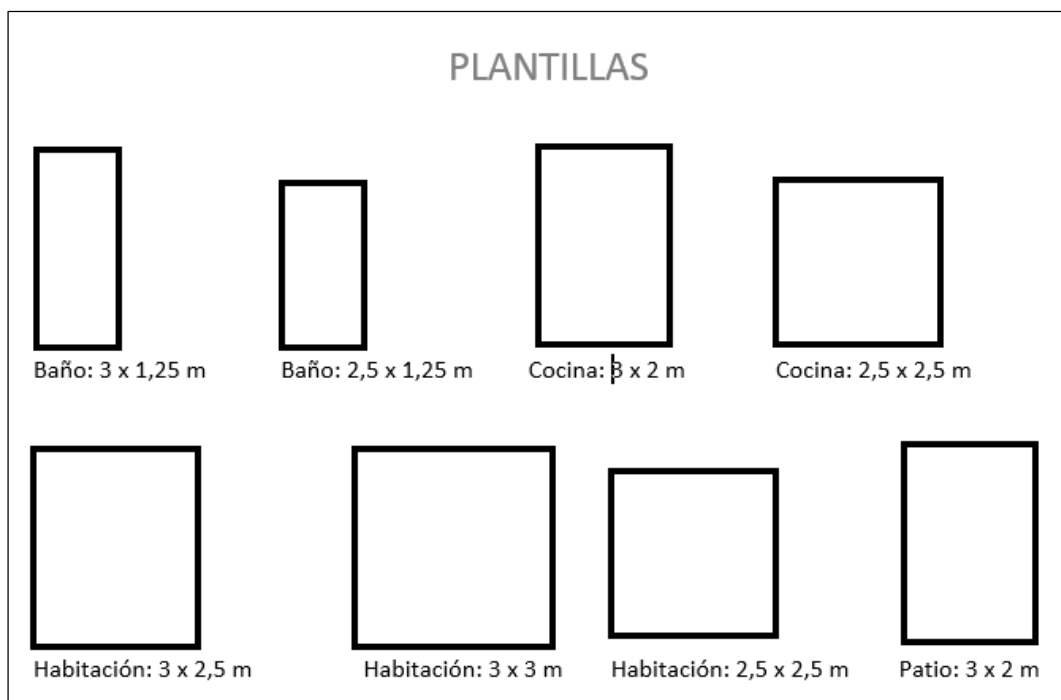 PLANTILLAS
Baño: 3 x 1,25 m
Baño: 2,5 x 1,25 m
Cocina: 3 x 2 m
Cocina: 2,5 x 2,5 m
Habitación: 3 x 2,5 m
Habitación: 3 x 3 m
Habitación: 2,5 x 2,5 m
Patio: 3 x 2 m